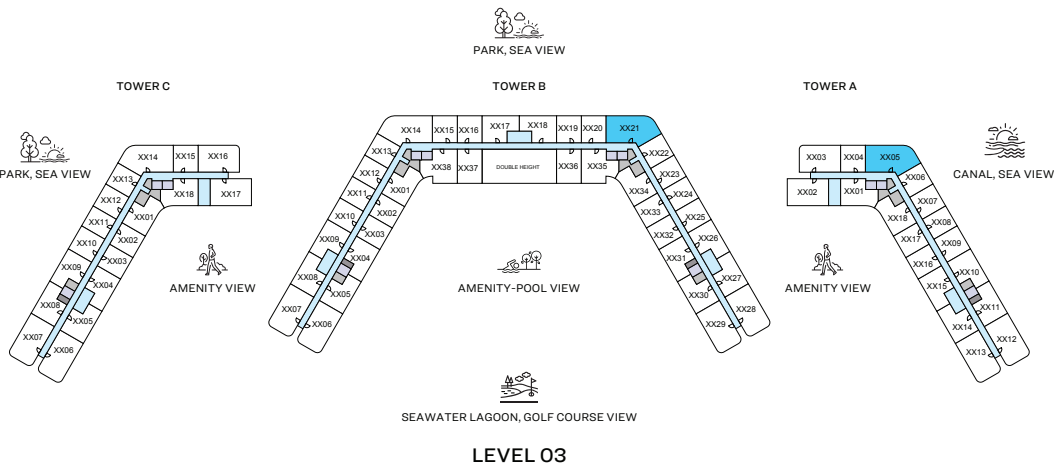 PARK, SEA VIEW
TOWER C
TOWER B
TOWER A
PARK, SEA VIEW
CANAL, SEA VIEW
XX14
XX15
XX16
XX13
XX12
XX11
XX10
XX09
XX08
XX07
XX06
XX05
XX04
XX03
XX02
XX01
XX18
XX17
AMENITY VIEW
XX14
XX15
XX16
XX17
XX18
XX19
XX20
XX21
XX13
XX12
XX11
XX10
XX09
XX08
XX07
XX06
XX05
XX04
XX03
XX02
XX01
XX38
XX37
DOUBLE HEIGHT
XX36
XX35
XX22
XX23
XX24
XX25
XX26
XX27
XX28
XX29
XX30
XX31
XX32
XX33
XX34
AMENITY-POOL VIEW
XX03
XX04
XX05
XX02
XX01
XX06
XX07
XX08
XX09
XX10
XX11
XX12
XX13
XX14
XX15
XX16
XX17
XX18
AMENITY VIEW
SEAWATER LAGOON, GOLF COURSE VIEW
LEVEL 03